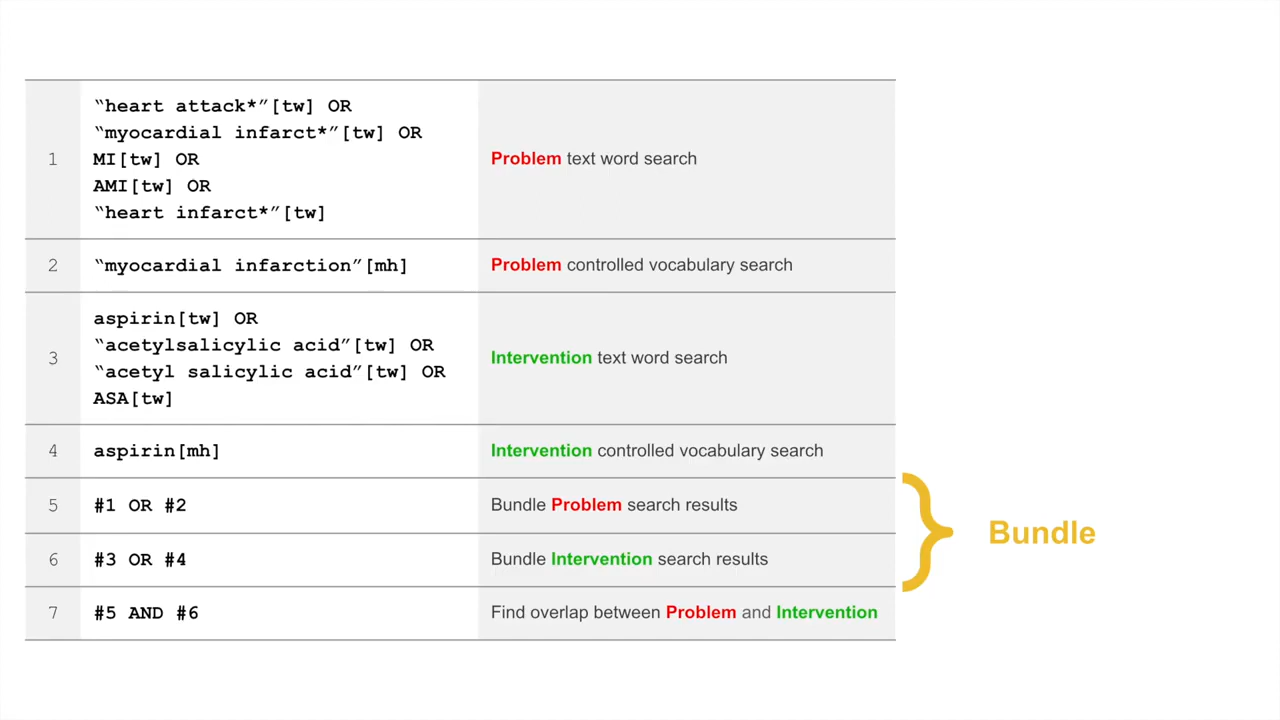 1
“heart attack*”[tw] OR
“myocardial infarct*”[tw] OR
MI[tw] OR
AMI[tw] OR
“heart infarct*”[tw]
Problem text word search
2
“myocardial infarction”[mh]
Problem controlled vocabulary search
3
aspirin[tw] OR
“acetylsalicylic acid”[tw] OR
“acetyl salicylic acid”[tw] OR
ASA[tw]
Intervention text word search
4
aspirin[mh]
Intervention controlled vocabulary search
5
#1 OR #2
Bundle Problem search results
6
#3 OR #4
Bundle Intervention search results
7
#5 AND #6
Find overlap between Problem and Intervention
Bundle